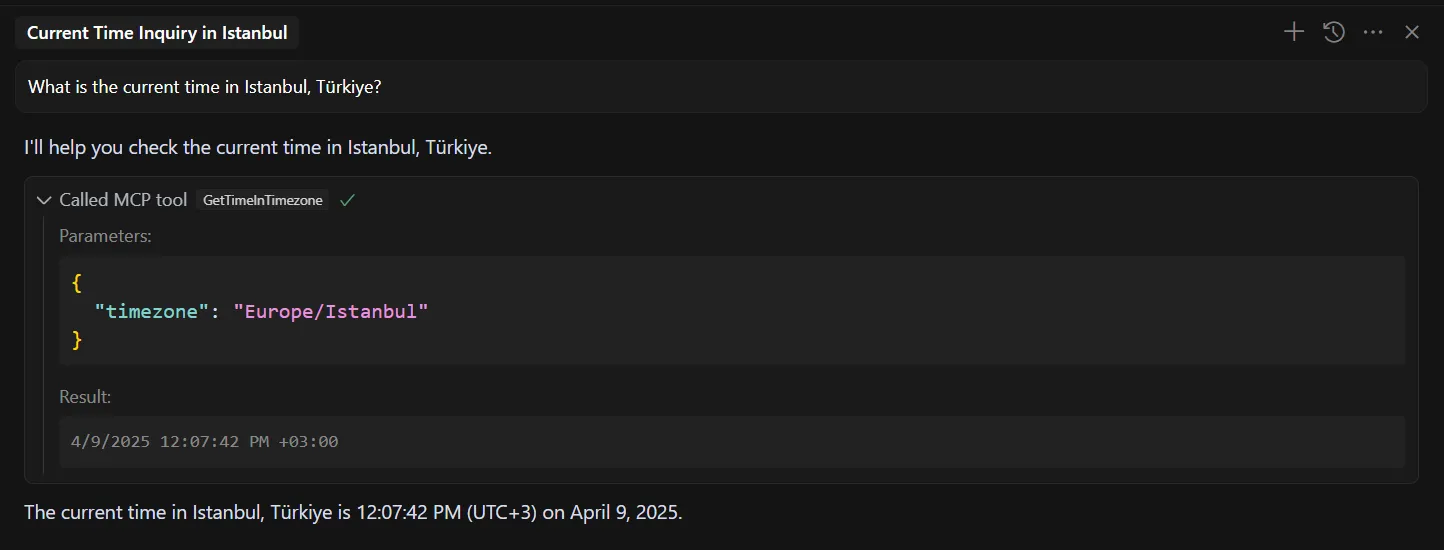 Current Time Inquiry in Istanbul
What is the current time in Istanbul, Türkiye?
I'll help you check the current time in Istanbul, Türkiye.
Called MCP tool GetTimeInTimezone
Parameters:
{
"timezone": "Europe/Istanbul"
}
Result:
4/9/2025 12:07:42 PM +03:00
The current time in Istanbul, Türkiye is 12:07:42 PM (UTC+3) on April 9, 2025.